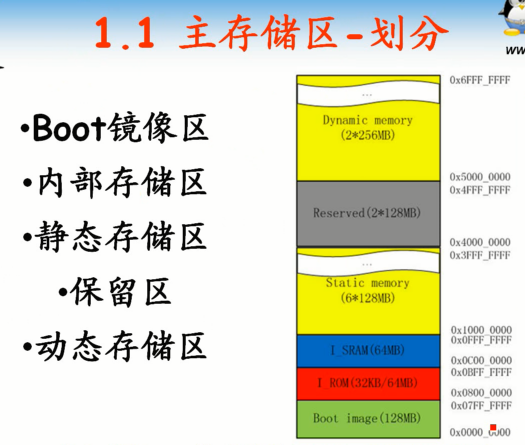 1.1 主存储区-划分
ww
•Boot镜像区
•内部存储区
•静态存储区
•保留区
•动态存储区
0x6FFF_FFFF
...
Dynamic memory
(2*256MB)
0x5000_0000
0x4FFF_FFFF
Reserved(2*128MB)
0x4000_0000
0x3FFF_FFFF
...
Static memory
(6*128MB)
0x1000_0000
0x0FFF_FFFF
I_SRAM(64MB)
0x0C00_0000
0x0BFF_FFFF
I_ROM(32KB/64MB)
0x0800_0000
0x07FF_FFFF
Boot image(128MB)
0x0000_0000